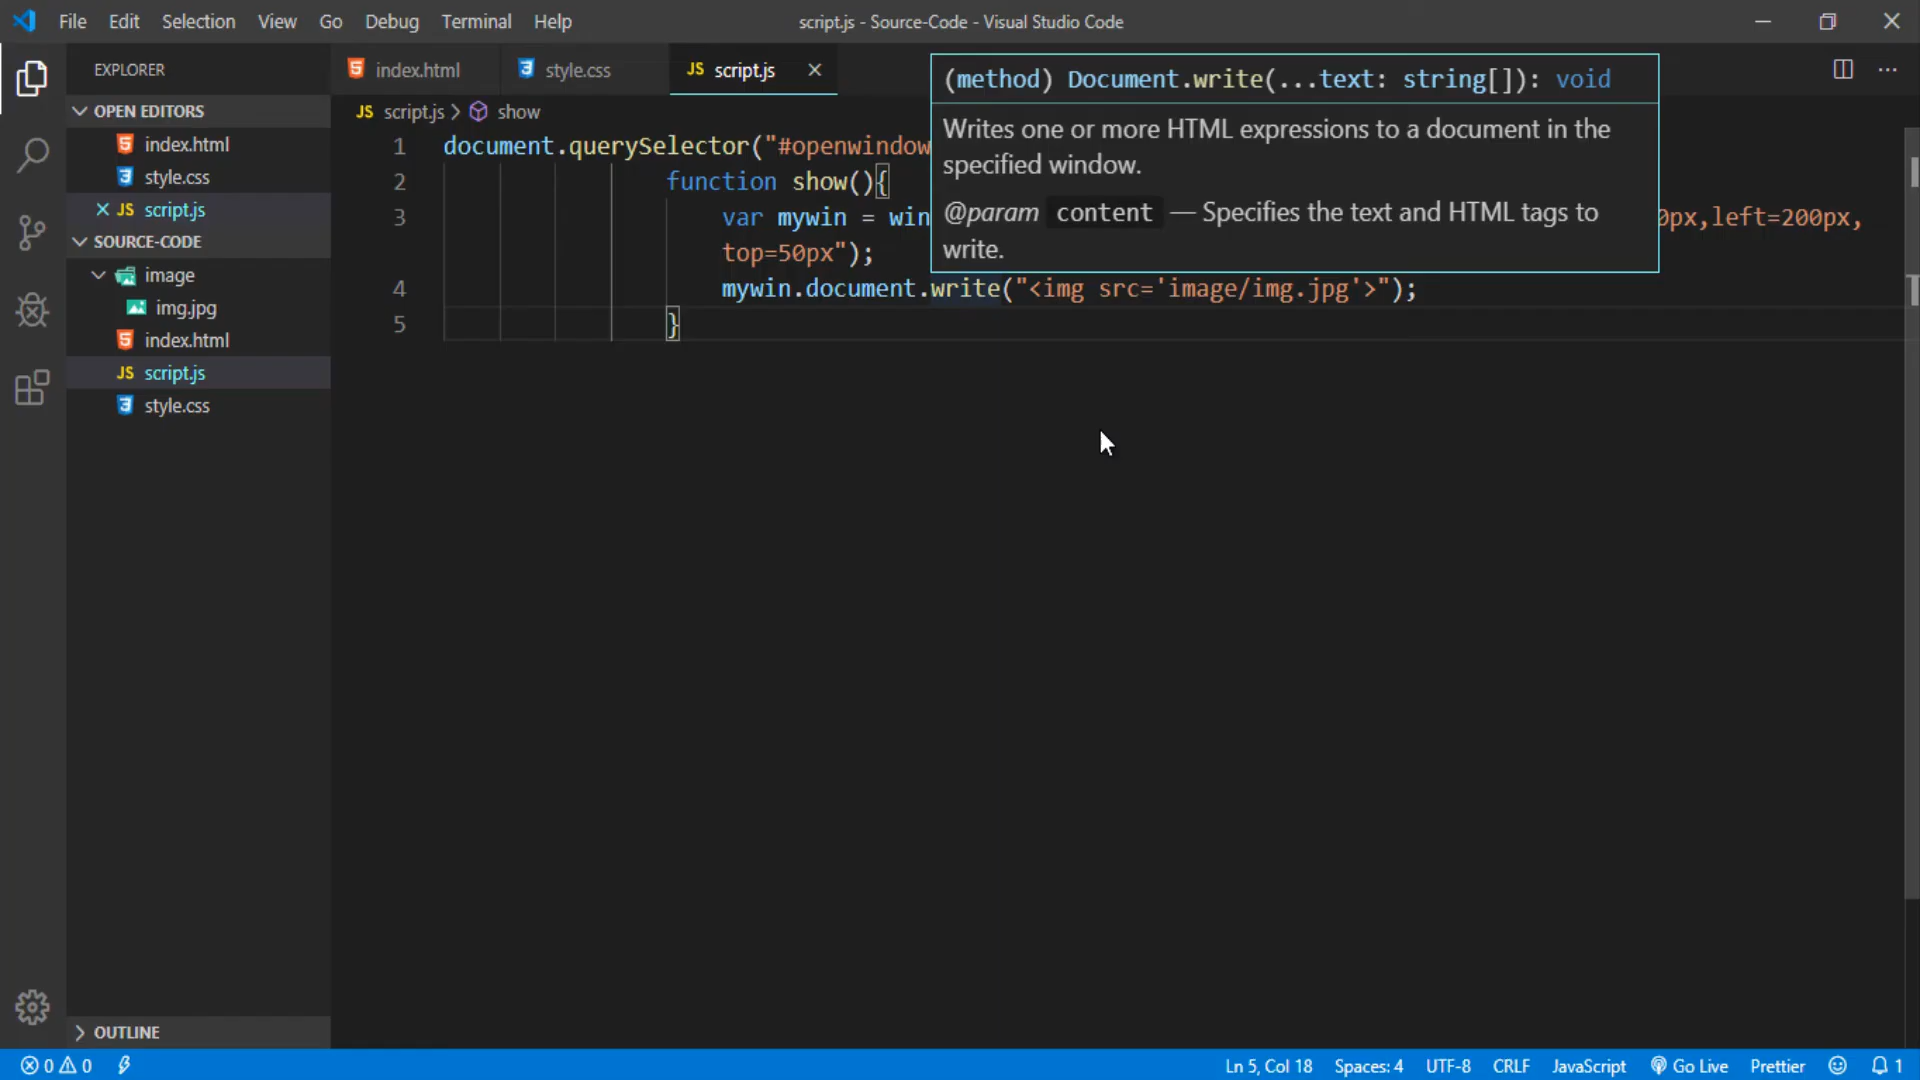 File Edit Selection View Go Debug Terminal Help
script.js - Source-Code - Visual Studio Code
EXPLORER
OPEN EDITORS
index.html
style.css
JS script.js
SOURCE-CODE
image
img.jpg
index.html
JS script.js
style.css
OUTLINE
index.html
style.css
JS script.js
JS script.js > show
1 document.querySelector("#openwindow
2 function show(){
3 var mywin = win
0px,left=200px,
top=50px");
4 mywin.document.write("<img src='image/img.jpg'>");
5 }
(method) Document.write(...text: string[]): void
Writes one or more HTML expressions to a document in the
specified window.
@param content — Specifies the text and HTML tags to
write.
0 0
Ln 5, Col 18 Spaces: 4 UTF-8 CRLF JavaScript Go Live Prettier 1